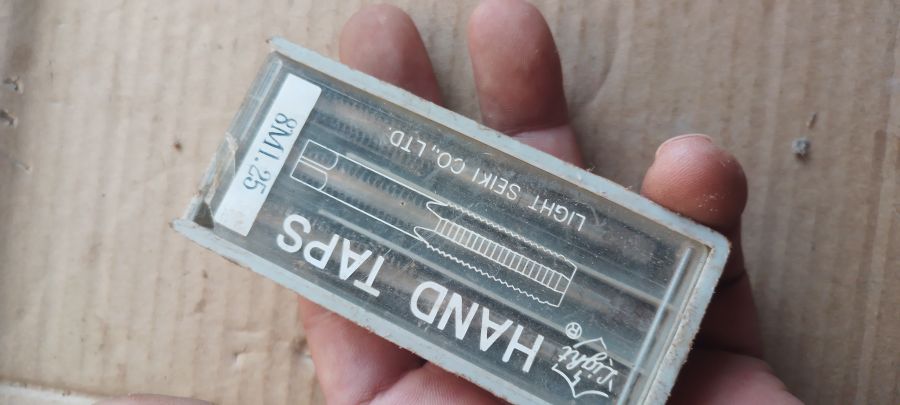 Light ®
HAND TAPS
LIGHT SEIKI CO.,LTD.
8M1.25